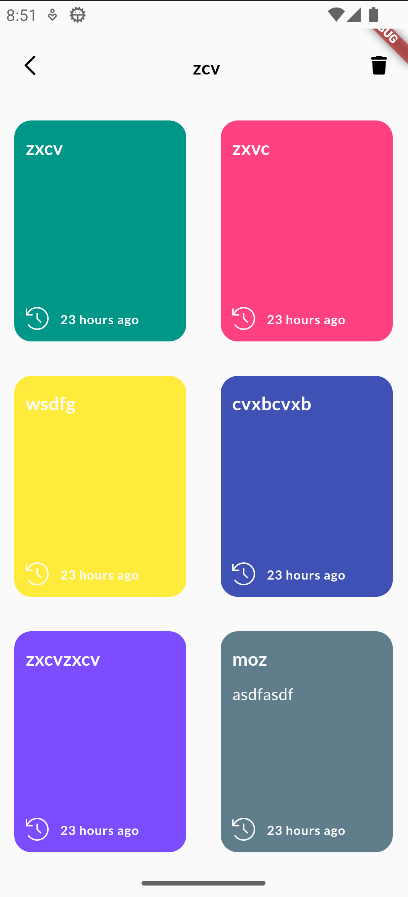 8:51
zcv
zxcv
zxvc
23 hours ago
23 hours ago
wsdfg
cvxbcvxb
23 hours ago
23 hours ago
zxcvzxcv
moz
asdfasdf
23 hours ago
23 hours ago